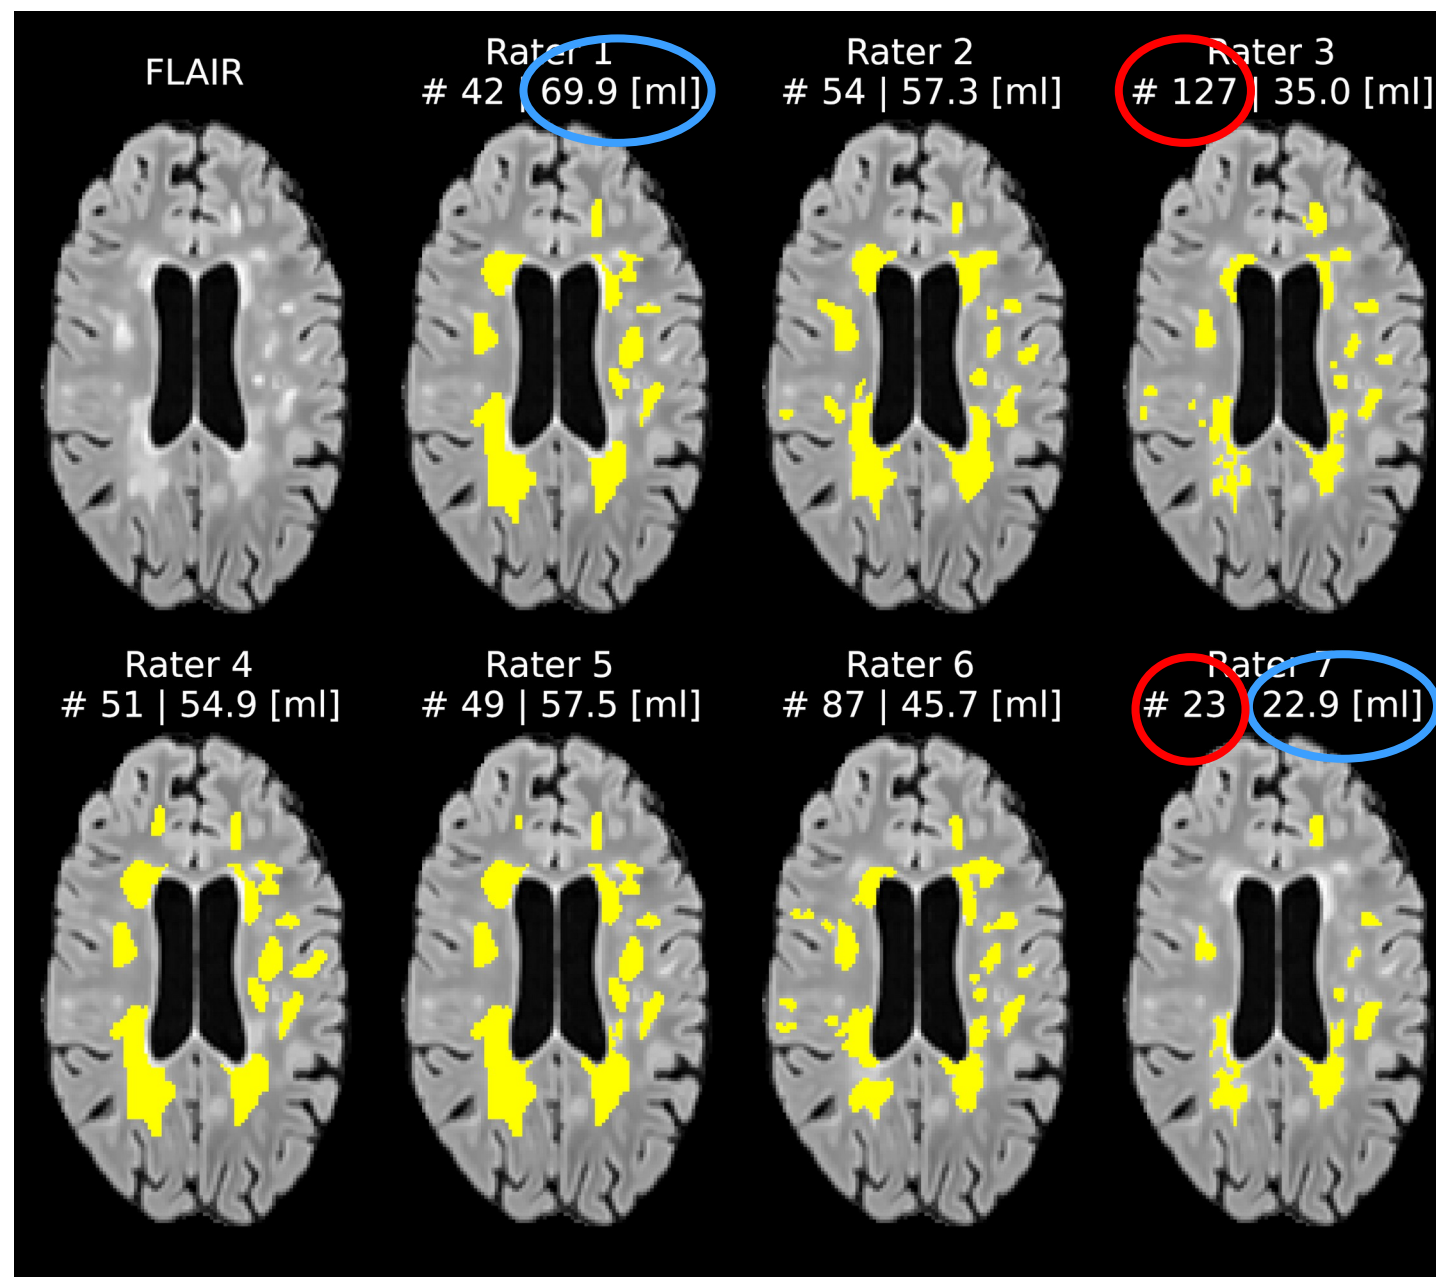 FLAIR
Rater 1
# 42 | 69.9 [ml]
Rater 2
# 54 | 57.3 [ml]
Rater 3
# 127 | 35.0 [ml]
Rater 4
# 51 | 54.9 [ml]
Rater 5
# 49 | 57.5 [ml]
Rater 6
# 87 | 45.7 [ml]
Rater 7
# 23 | 22.9 [ml]